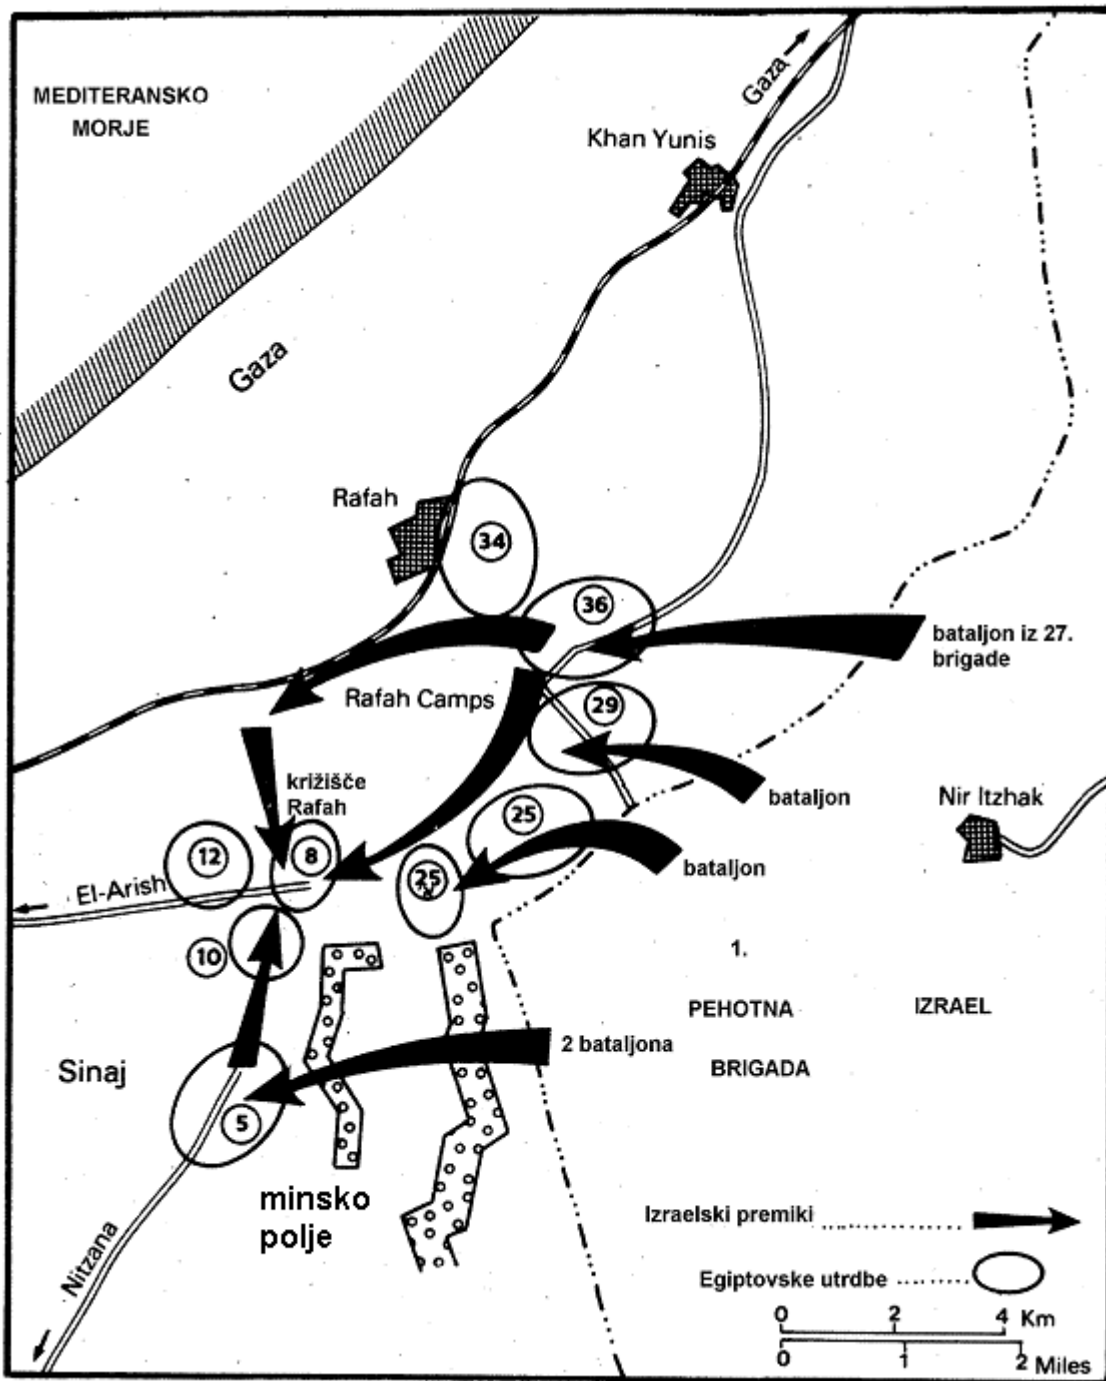 MEDITERANSKO
MORJE
Gaza
Khan Yunis
Gaza
Rafah
34
36
bataljon iz 27.
brigade
Rafah Camps
29
križišče
Rafah
bataljon
Nir Itzhak
25
12
8
bataljon
25
El-Arish
10
1.
PEHOTNA
IZRAEL
BRIGADA
2 bataljona
Sinaj
5
minsko
polje
Nitzana
Izraelski premiki
Egiptovske utrdbe
0 2 4 Km
0 1 2 Miles